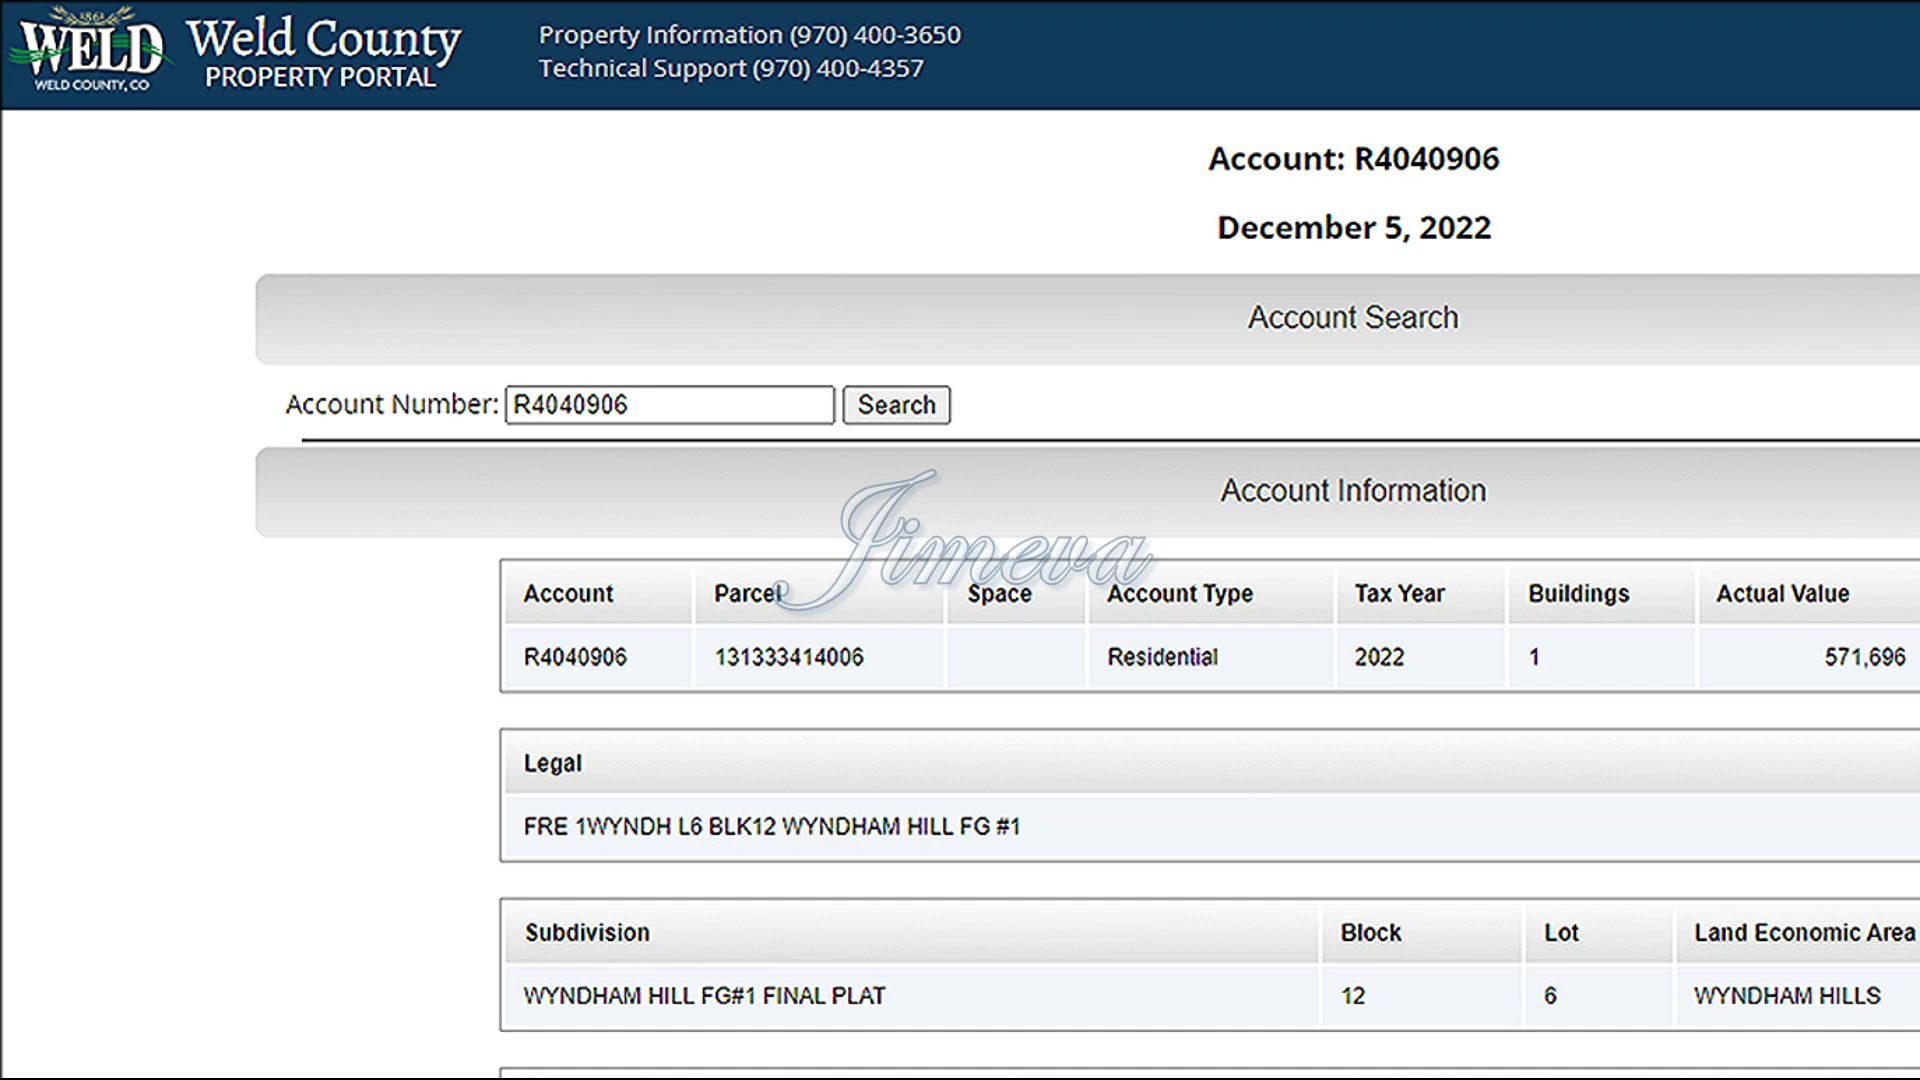 1861
WELD
WELD COUNTY, CO
Weld County
PROPERTY PORTAL
Property Information (970) 400-3650
Technical Support (970) 400-4357
Account: R4040906
December 5, 2022
Account Search
Account Number: R4040906 Search
Account Information
Jimeva
Account Parcel Space Account Type Tax Year Buildings Actual Value
R4040906 131333414006 Residential 2022 1 571,696
Legal
FRE 1WYNDH L6 BLK12 WYNDHAM HILL FG #1
Subdivision Block Lot Land Economic Area
WYNDHAM HILL FG#1 FINAL PLAT 12 6 WYNDHAM HILLS